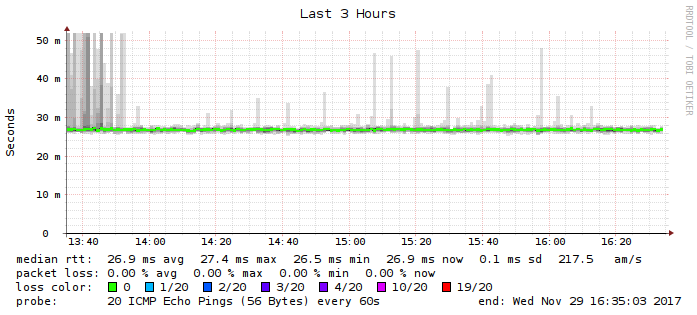 Last 3 Hours
RRDTOOL / TOBI OETIKER
Seconds
50 m
40 m
30 m
20 m
10 m
0
13:40 14:00 14:20 14:40 15:00 15:20 15:40 16:00 16:20
median rtt: 26.9 ms avg 27.4 ms max 26.5 ms min 26.9 ms now 0.1 ms sd 217.5 am/s
packet loss: 0.00 % avg 0.00 % max 0.00 % min 0.00 % now
loss color: 0 1/20 2/20 3/20 4/20 10/20 19/20
probe: 20 ICMP Echo Pings (56 Bytes) every 60s end: Wed Nov 29 16:35:03 2017